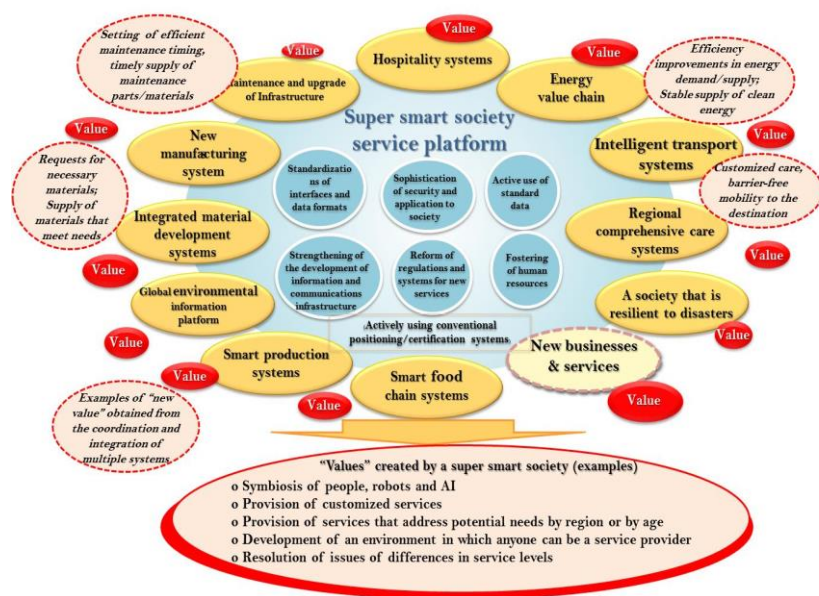 Setting of efficient
maintenance timing,
timely supply of
maintenance
parts/materials
Value
Maintenance and upgrade
of Infrastructure
Value
Hospitality systems
Value
Energy
value chain
Efficiency
improvements in energy
demand/supply;
Stable supply of clean
energy
Value
New
manufacturing
system
Super smart society
service platform
Value
Intelligent transport
systems
Requests for
necessary
materials;
Supply of
materials that
meet needs
Standardizatio
ns of
interfaces and
data formats
Sophistication
of security and
application to
society
Active use of
standard
data
Customized care,
barrier-free
mobility to the
destination
Integrated material
development
systems
Regional
comprehensive care
systems
Value
Value
Strengthening of
the development of
information and
communications
infrastructure
Reform of
regulations and
systems for new
services
Fostering
of human
resources
Global environmental
information
platform
A society that is
resilient to disasters
Value
Value
Actively using conventional
positioning/certification systems
New businesses
& services
Value
Smart production
systems
Value
Smart food
chain systems
Value
Value
Examples of “new
value” obtained from
the coordination and
integration of
multiple systems
“Values” created by a super smart society (examples)
o Symbiosis of people, robots and AI
o Provision of customized services
o Provision of services that address potential needs by region or by age
o Development of an environment in which anyone can be a service provider
o Resolution of issues of differences in service levels